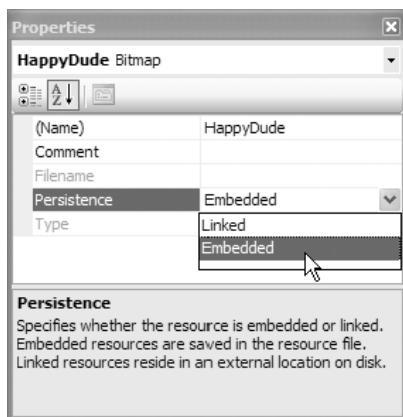 Properties
HappyDude Bitmap
(Name) HappyDude
Comment
Filename
Persistence Embedded
Type Linked
Embedded
Persistence
Specifies whether the resource is embedded or linked.
Embedded resources are saved in the resource file.
Linked resources reside in an external location on disk.